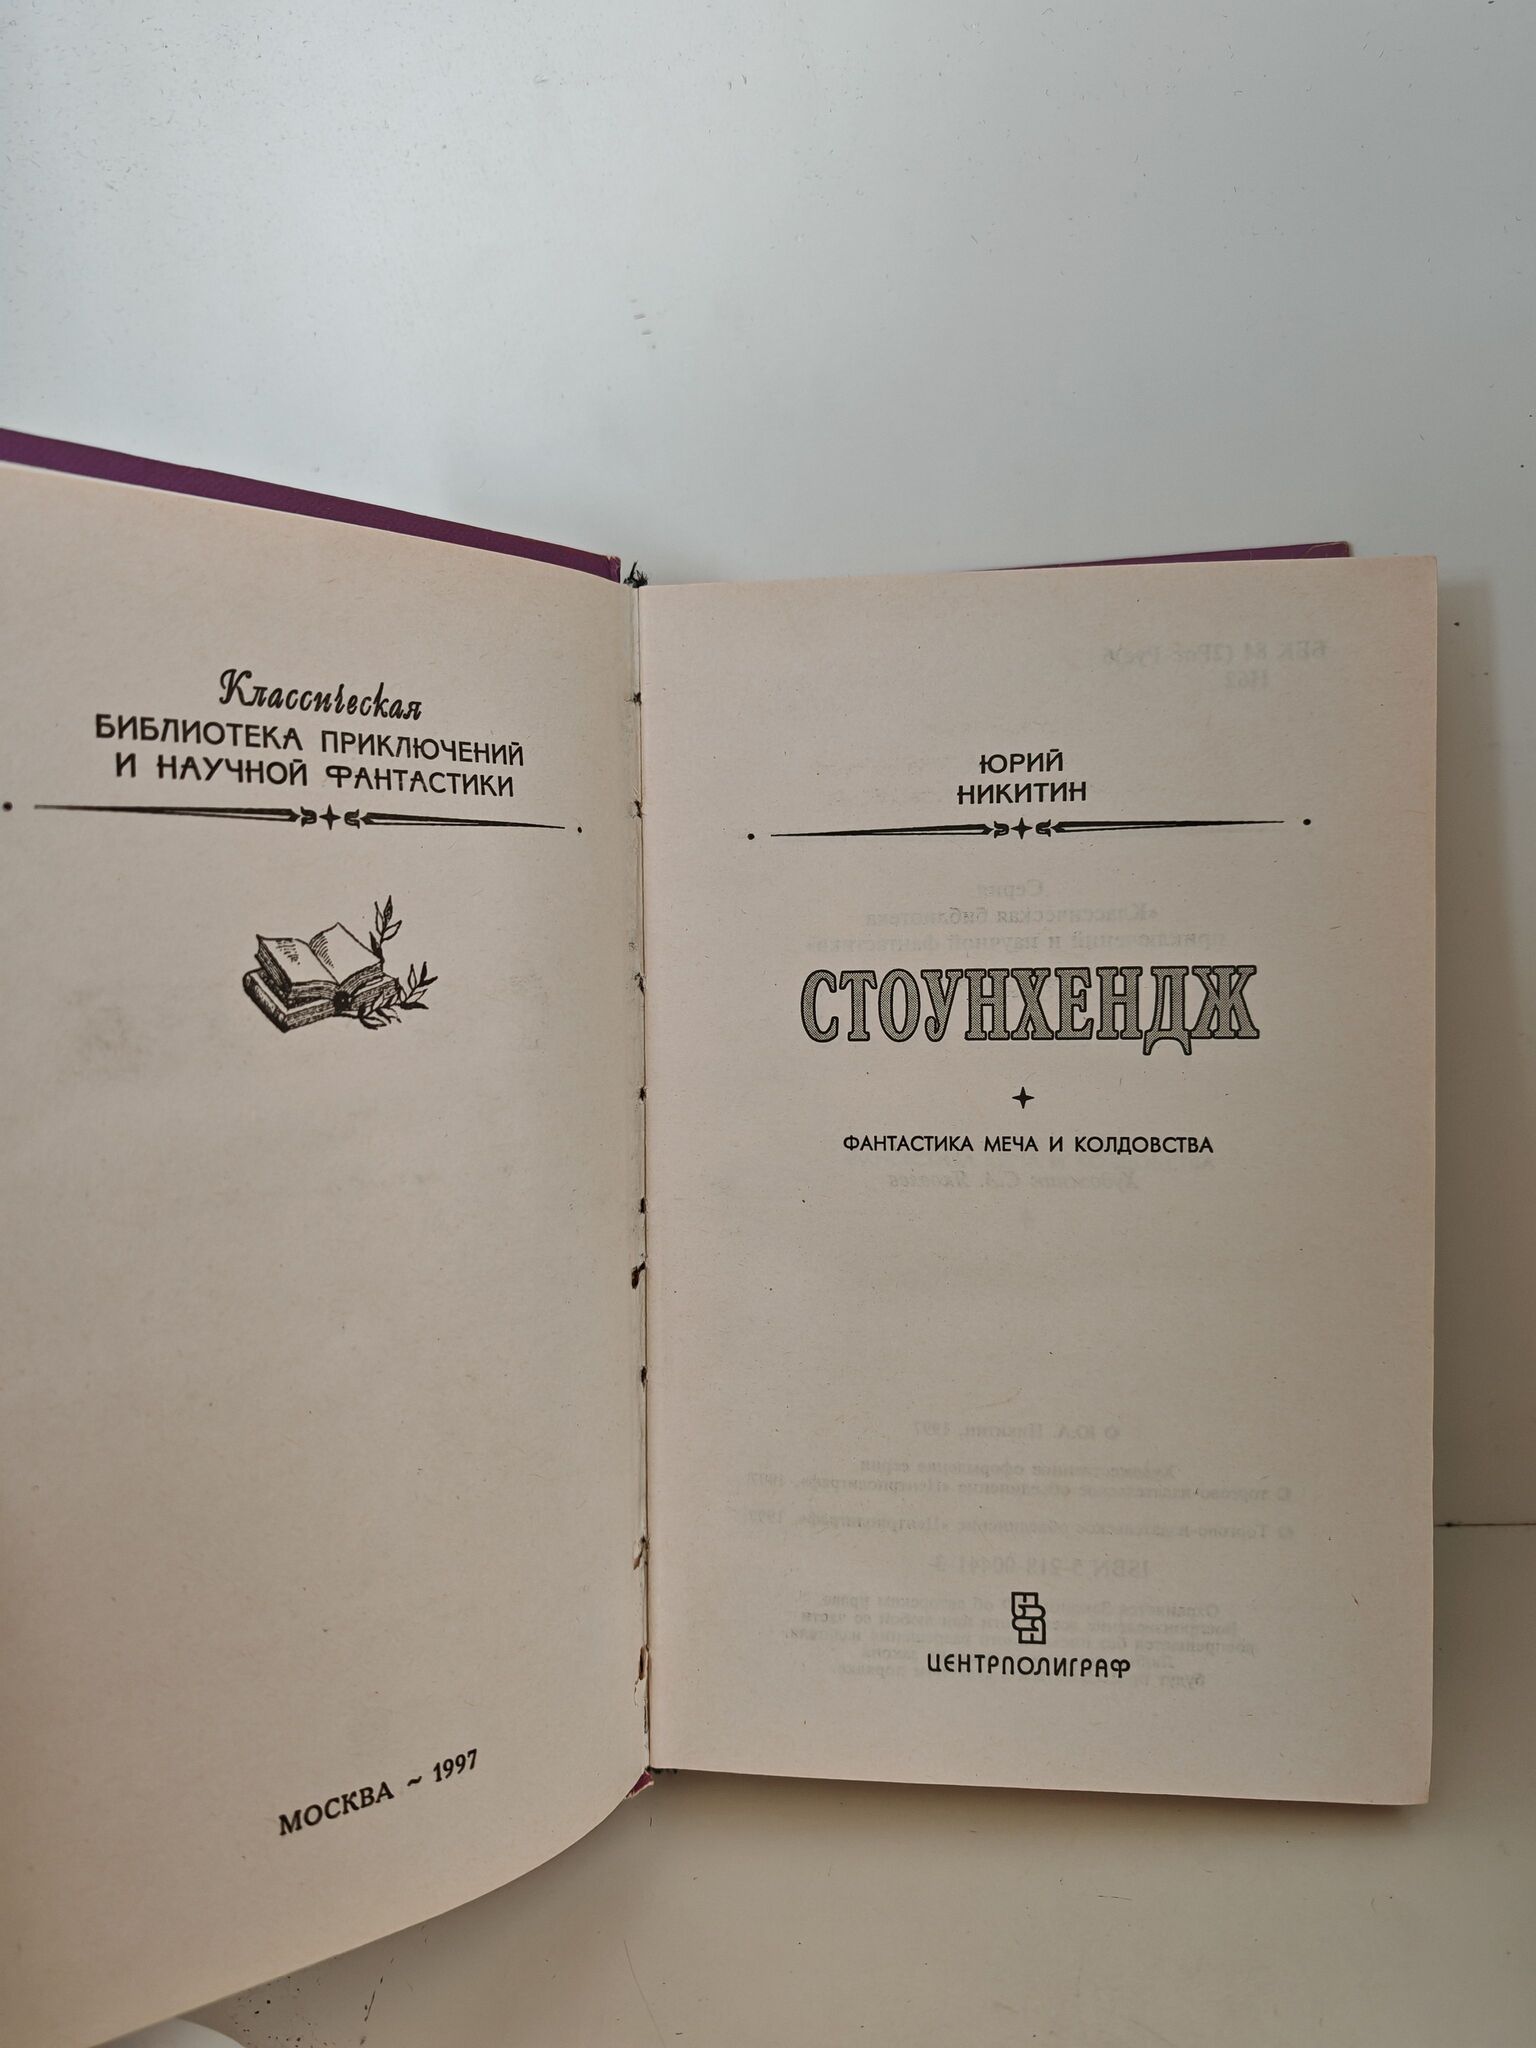 Классическая
БИБЛИОТЕКА ПРИКЛЮЧЕНИЙ
И НАУЧНОЙ ФАНТАСТИКИ
МОСКВА ~ 1997
ЮРИЙ
НИКИТИН
СТОУНХЕНДЖ
ФАНТАСТИКА МЕЧА И КОЛДОВСТВА
ЦЕНТРПОЛИГРАФ